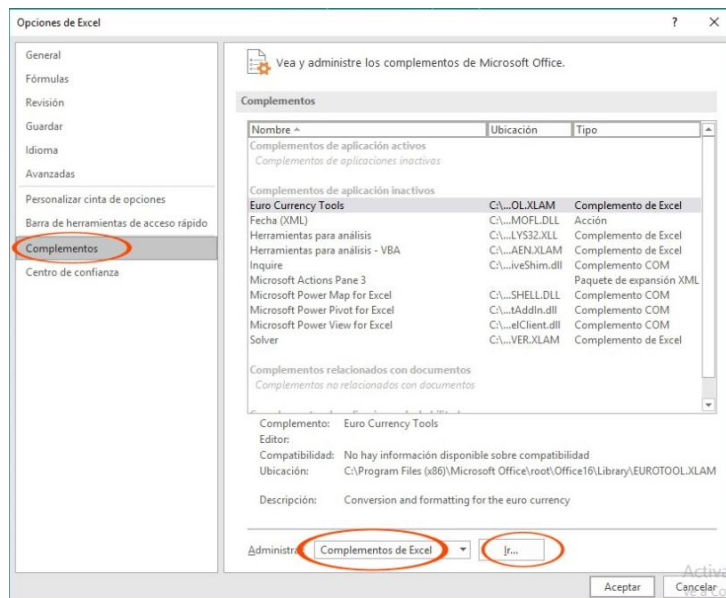 Opciones de Excel ? ×
General
Fórmulas
Revisión
Guardar
Idioma
Avanzadas
Personalizar cinta de opciones
Barra de herramientas de acceso rápido
Complementos
Centro de confianza
Vea y administre los complementos de Microsoft Office.
Complementos
Nombre Ubicación Tipo
Complementos de aplicación activos
Complementos de aplicaciones inactivas
Complementos de aplicación inactivos
Euro Currency Tools C:\...OL.XLAM Complemento de Excel
Fecha (XML) C:\...MOFL.DLL Acción
Herramientas para análisis C:\...LYS32.XLL Complemento de Excel
Herramientas para análisis - VBA C:\...AEN.XLAM Complemento de Excel
Inquire C:\...iveShim.dll Complemento COM
Microsoft Actions Pane 3 Paquete de expansión XML
Microsoft Power Map for Excel C:\...SHELL.DLL Complemento COM
Microsoft Power Pivot for Excel C:\...tAddIn.dll Complemento COM
Microsoft Power View for Excel C:\...elClient.dll Complemento COM
Solver C:\...VER.XLAM Complemento de Excel
Complementos relacionados con documentos
Complementos no relacionados con documentos
Complemento: Euro Currency Tools
Editor:
Compatibilidad: No hay información disponible sobre compatibilidad
Ubicación: C:\Program Files (x86)\Microsoft Office\root\Office16\Library\EUROTOOL.XLAM
Descripción: Conversion and formatting for the euro currency
Administrar Complementos de Excel Ir...
Activa
Aceptar Cancelar